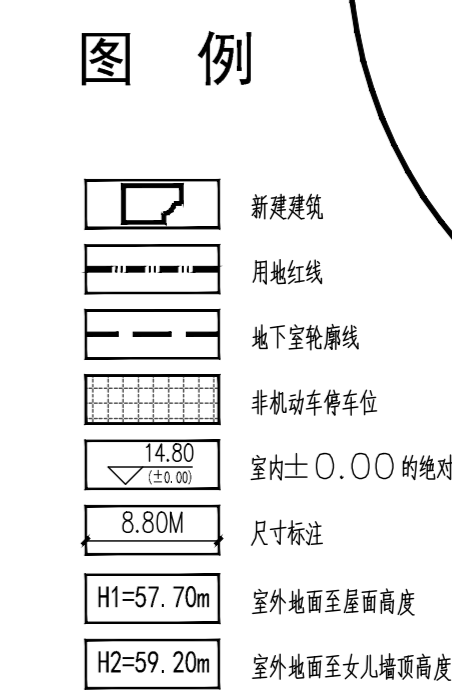 图 例
新建建筑
用地红线
地下室轮廓线
非机动车停车位
14.80
(±0.00)
室内±0.00的绝对
8.80M
尺寸标注
H1=57.70m
室外地面至屋面高度
H2=59.20m
室外地面至女儿墙顶高度